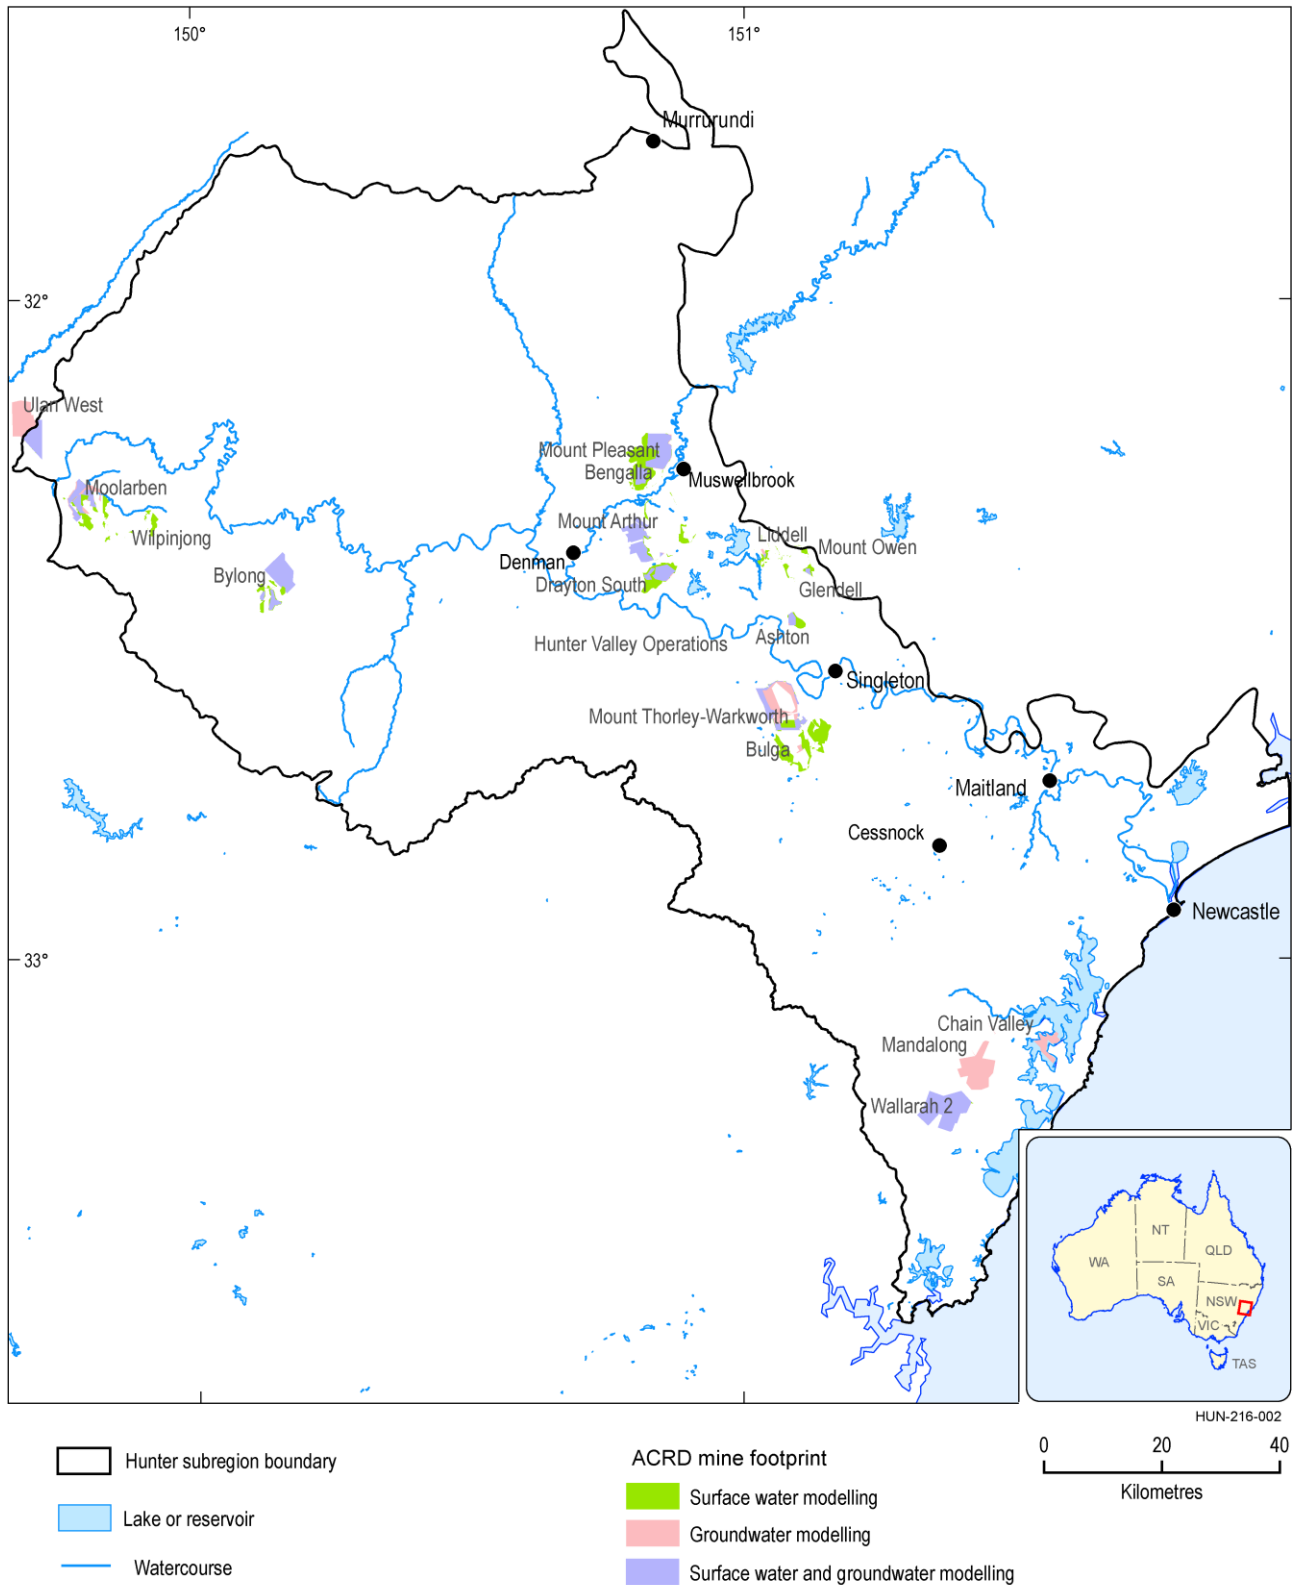 150°
151°
Murrurundi
32°
Ulan West
Mount Pleasant
Bengalla
Muswellbrook
Moolarben
Mount Arthur
Liddell
Wilpinjong
Mount Owen
Denman
Bylong
Drayton South
Glendell
Hunter Valley Operations
Ashton
Singleton
Mount Thorley-Warkworth
Bulga
Maitland
Cessnock
Newcastle
33°
Chain Valley
Mandalong
Wallarah 2
NT
QLD
WA
SA
NSW
VIC
TAS
HUN-216-002
Hunter subregion boundary
Lake or reservoir
Watercourse
ACRD mine footprint
Surface water modelling
Groundwater modelling
Surface water and groundwater modelling
0 20 40
Kilometres